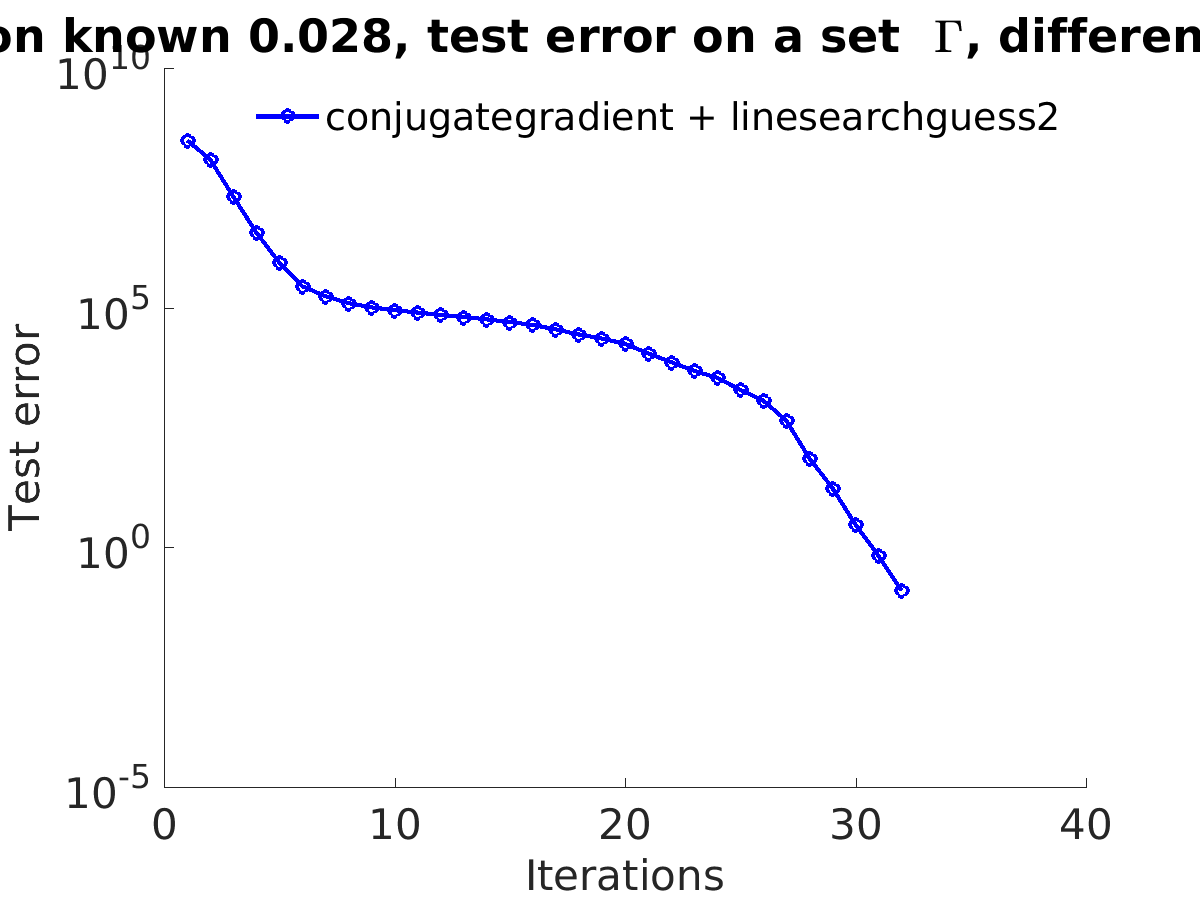 on known 0.028, test error on a set Γ, differen
10^10
conjugategradient + linesearchguess2
10^5
Test error
10^0
10^-5
0 10 20 30 40
Iterations